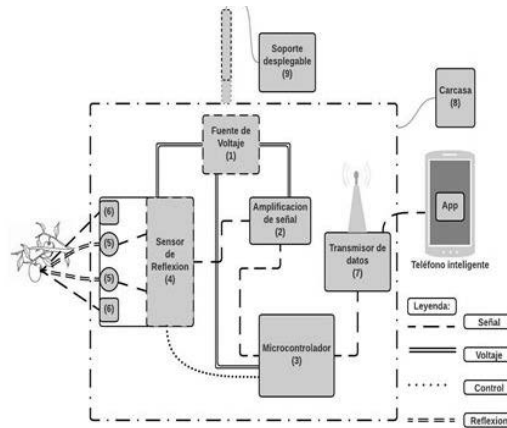 Soporte
desplegable
(9)
Carcasa
(8)
Fuente de
Voltaje
(1)
(6)
(5)
(5)
(6)
Sensor
de
Reflexion
(4)
Amplificacion
de señal
(2)
Transmisor de
datos
(7)
App
Teléfono inteligente
Microcontrolador
(3)
Leyenda:
Señal
Voltaje
Control
Reflexion